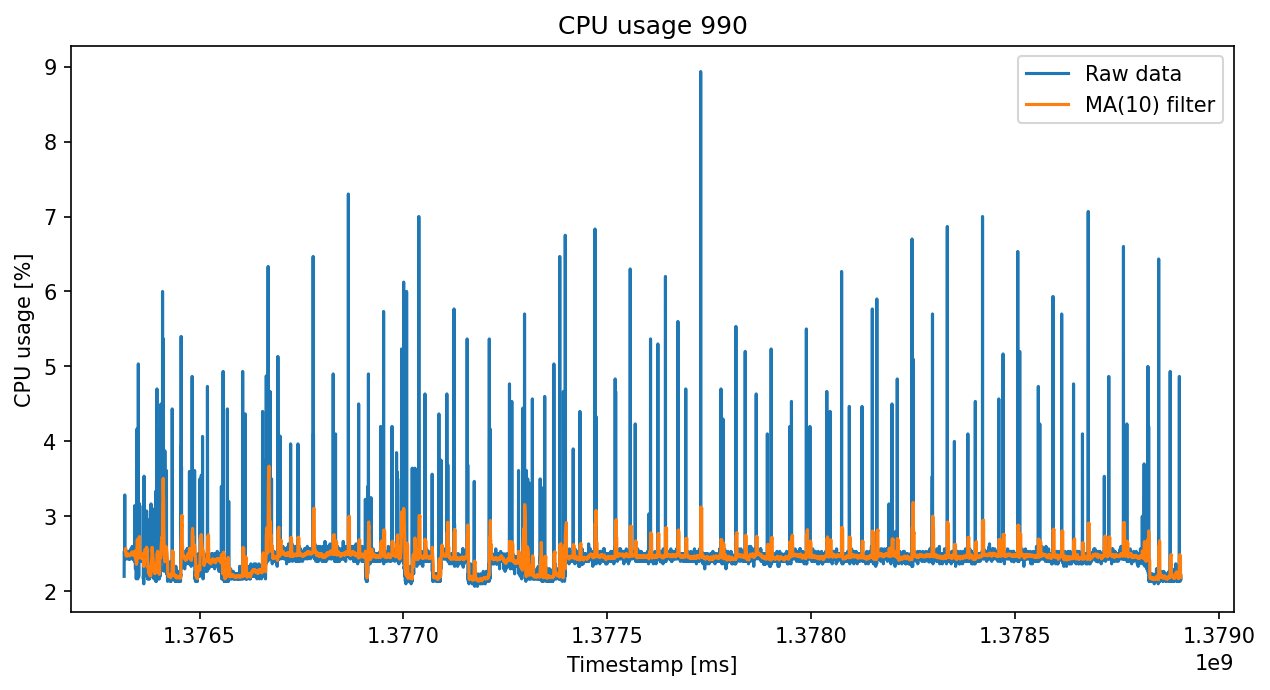 CPU usage 990
Raw data
MA(10) filter
CPU usage [%]
9
8
7
6
5
4
3
2
1.3765
1.3770
1.3775
1.3780
1.3785
1.3790
1e9
Timestamp [ms]